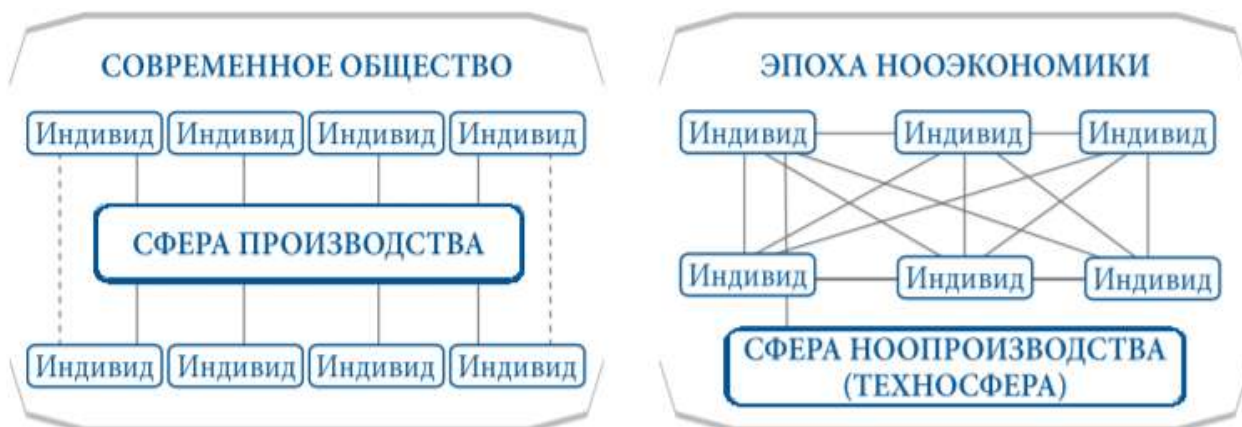 СОВРЕМЕННОЕ ОБЩЕСТВО
Индивид Индивид Индивид Индивид
СФЕРА ПРОИЗВОДСТВА
Индивид Индивид Индивид Индивид
ЭПОХА НООЭКОНОМИКИ
Индивид Индивид Индивид
Индивид Индивид Индивид
СФЕРА НООПРОИЗВОДСТВА
(ТЕХНОСФЕРА)